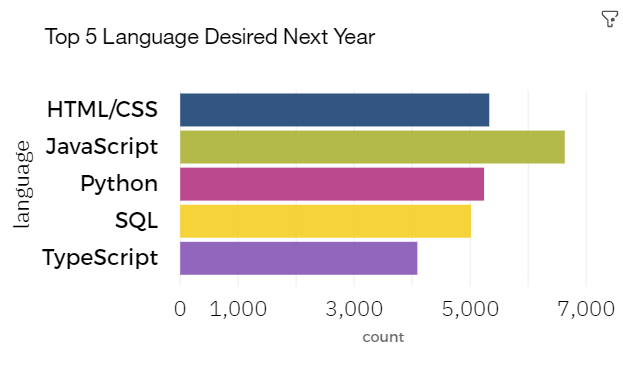 Top 5 Language Desired Next Year
language
HTML/CSS
JavaScript
Python
SQL
TypeScript
0 1,000 3,000 5,000 7,000
count